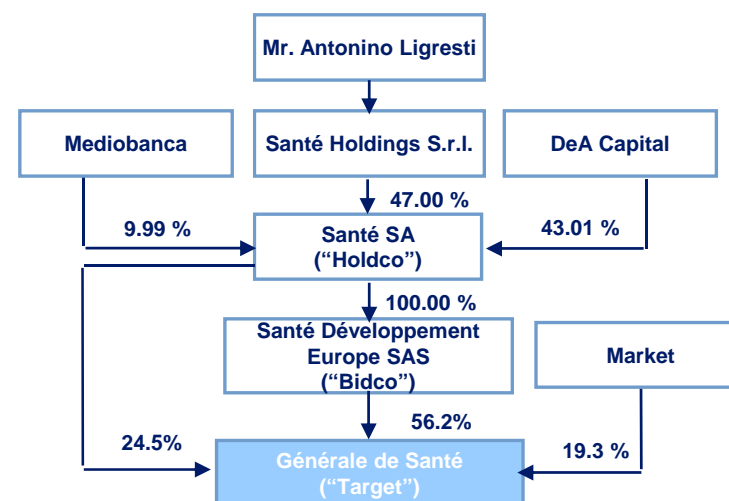 Mr. Antonino Ligresti
Mediobanca
Santé Holdings S.r.l.
DeA Capital
47.00 %
9.99 %
43.01 %
Santé SA
(“Holdco”)
100.00 %
Santé Développement
Europe SAS
(“Bidco”)
Market
56.2%
24.5%
19.3 %
Générale de Santé
(“Target”)